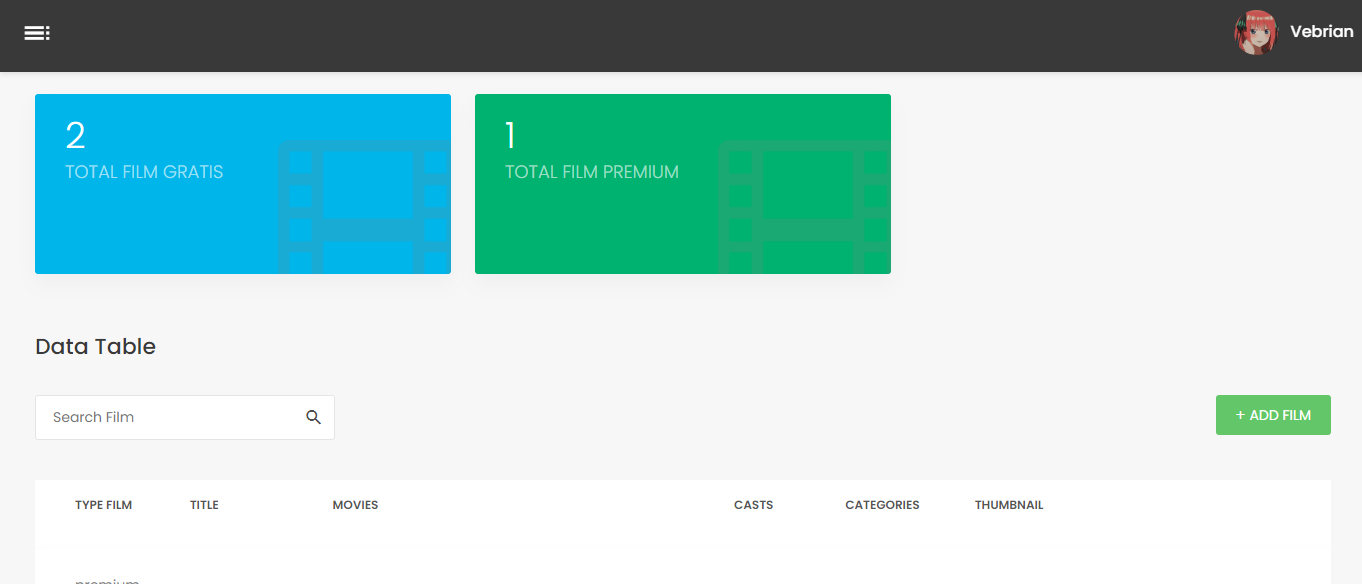 Vebrian
2
TOTAL FILM GRATIS
1
TOTAL FILM PREMIUM
Data Table
Search Film
+ ADD FILM
TYPE FILM TITLE MOVIES CASTS CATEGORIES THUMBNAIL
premium